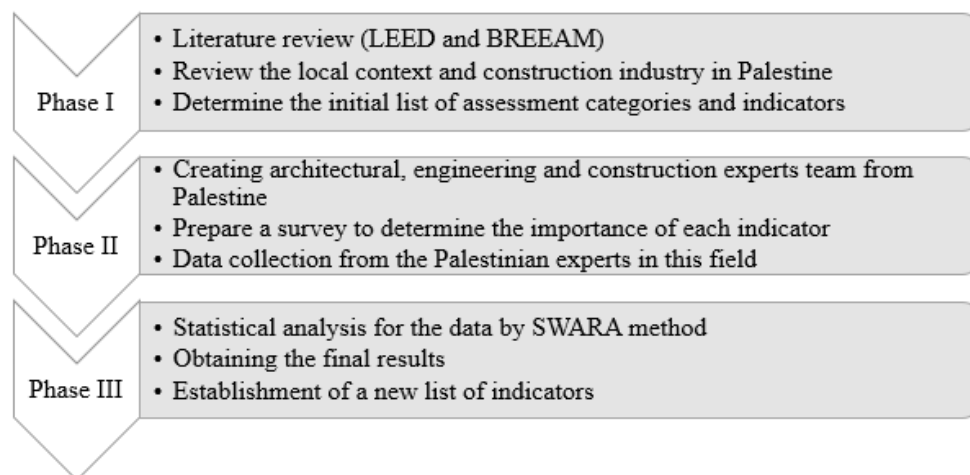 Phase I
• Literature review (LEED and BREEAM)
• Review the local context and construction industry in Palestine
• Determine the initial list of assessment categories and indicators
Phase II
• Creating architectural, engineering and construction experts team from
Palestine
• Prepare a survey to determine the importance of each indicator
• Data collection from the Palestinian experts in this field
Phase III
• Statistical analysis for the data by SWARA method
• Obtaining the final results
• Establishment of a new list of indicators